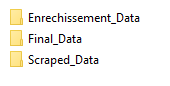 Enrechissement_Data
Final_Data
Scraped_Data